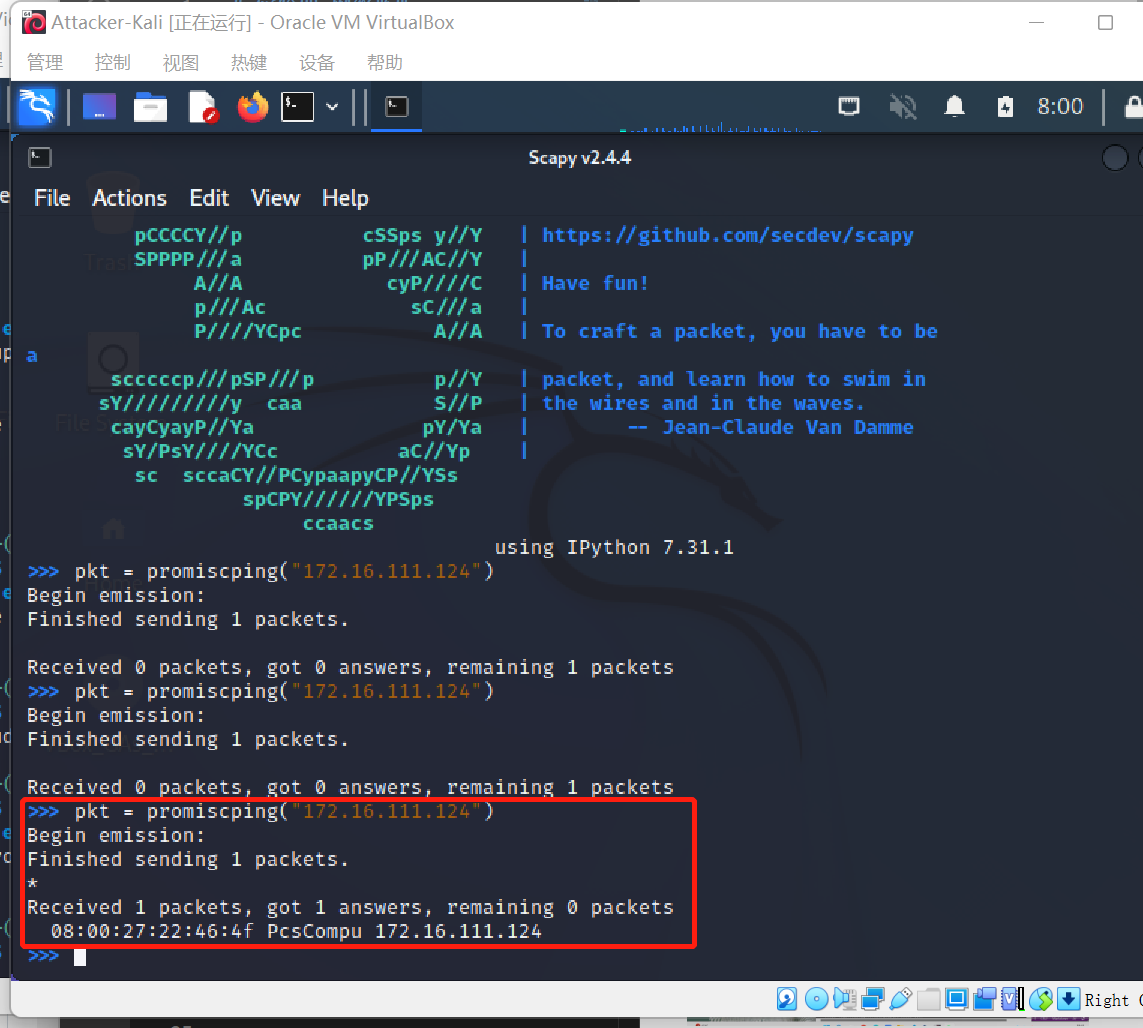 Attacker-Kali [正在运行] - Oracle VM VirtualBox
管理 控制 视图 热键 设备 帮助
8:00
Scapy v2.4.4
File Actions Edit View Help
pCCCCY//p cSSps y//Y | https://github.com/secdev/scapy
SPPPP///a pP///AC//Y |
A//A cyP////C | Have fun!
p///Ac sC///a |
P////YCpc A//A | To craft a packet, you have to be
a
scccccp///pSP///p p//Y | packet, and learn how to swim in
sY/////////y caa S//P | the wires and in the waves.
cayCyayP//Ya pY/Ya | -- Jean-Claude Van Damme
sY/PsY////YCc aC//Yp |
sc sccaCY//PCypaapyCP//YSs
spCPY//////YPSps
ccaacs
using IPython 7.31.1
>>> pkt = promiscping("172.16.111.124")
Begin emission:
Finished sending 1 packets.
Received 0 packets, got 0 answers, remaining 1 packets
>>> pkt = promiscping("172.16.111.124")
Begin emission:
Finished sending 1 packets.
Received 0 packets, got 0 answers, remaining 1 packets
>>> pkt = promiscping("172.16.111.124")
Begin emission:
Finished sending 1 packets.
*
Received 1 packets, got 1 answers, remaining 0 packets
08:00:27:22:46:4f PcsCompu 172.16.111.124
>>>
Right